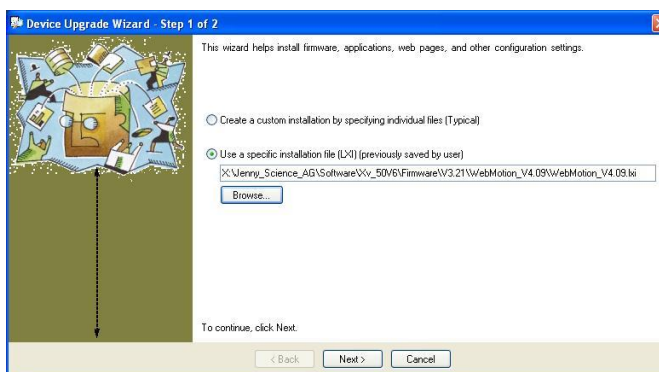 Device Upgrade Wizard - Step 1 of 2
This wizard helps install firmware, applications, web pages, and other configuration settings.
Create a custom installation by specifying individual files (Typical)
Use a specific installation file (LXI) (previously saved by user)
X:\Jenny_Science_AG\Software\Xv_50V6\Firmware\V3.21\WebMotion_V4.09\WebMotion_V4.09.lxi
Browse...
To continue, click Next.
< Back Next > Cancel